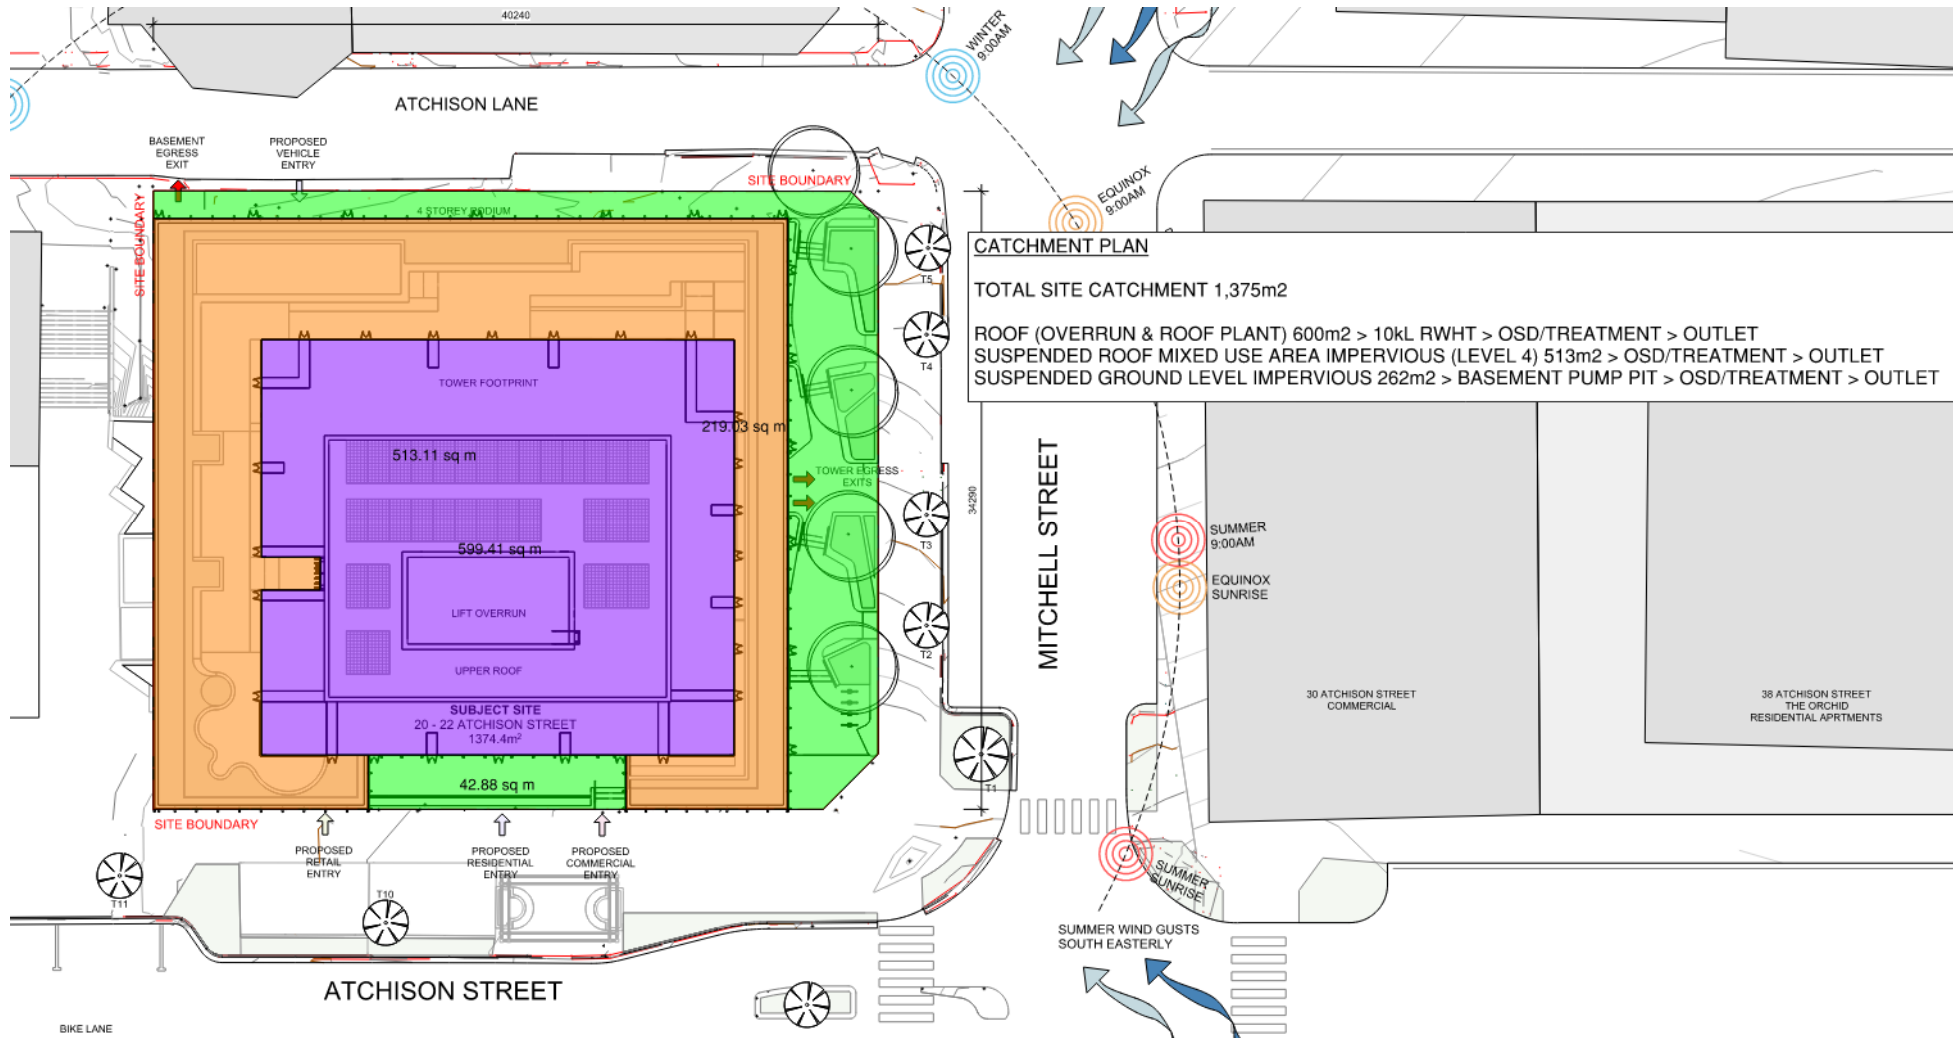 40240
WINTER
9:00AM
ATCHISON LANE
BASEMENT
EGRESS
EXIT
PROPOSED
VEHICLE
ENTRY
SITE BOUNDARY
SITE BOUNDARY
4 STOREY PODIUM
EQUINOX
9:00AM
CATCHMENT PLAN
TOTAL SITE CATCHMENT 1,375m2
ROOF (OVERRUN & ROOF PLANT) 600m2 > 10kL RWHT > OSD/TREATMENT > OUTLET
SUSPENDED ROOF MIXED USE AREA IMPERVIOUS (LEVEL 4) 513m2 > OSD/TREATMENT > OUTLET
SUSPENDED GROUND LEVEL IMPERVIOUS 262m2 > BASEMENT PUMP PIT > OSD/TREATMENT > OUTLET
T5
T4
TOWER FOOTPRINT
219.03 sq m
513.11 sq m
TOWER EGRESS
EXITS
34290
MITCHELL STREET
T3
599.41 sq m
SUMMER
9:00AM
EQUINOX
SUNRISE
LIFT OVERRUN
T2
UPPER ROOF
SUBJECT SITE
20 - 22 ATCHISON STREET
1374.4m²
30 ATCHISON STREET
COMMERCIAL
38 ATCHISON STREET
THE ORCHID
RESIDENTIAL APRTMENTS
42.88 sq m
T1
SITE BOUNDARY
PROPOSED
RETAIL
ENTRY
PROPOSED
RESIDENTIAL
ENTRY
PROPOSED
COMMERCIAL
ENTRY
SUMMER
SUNRISE
T11
T10
SUMMER WIND GUSTS
SOUTH EASTERLY
ATCHISON STREET
BIKE LANE